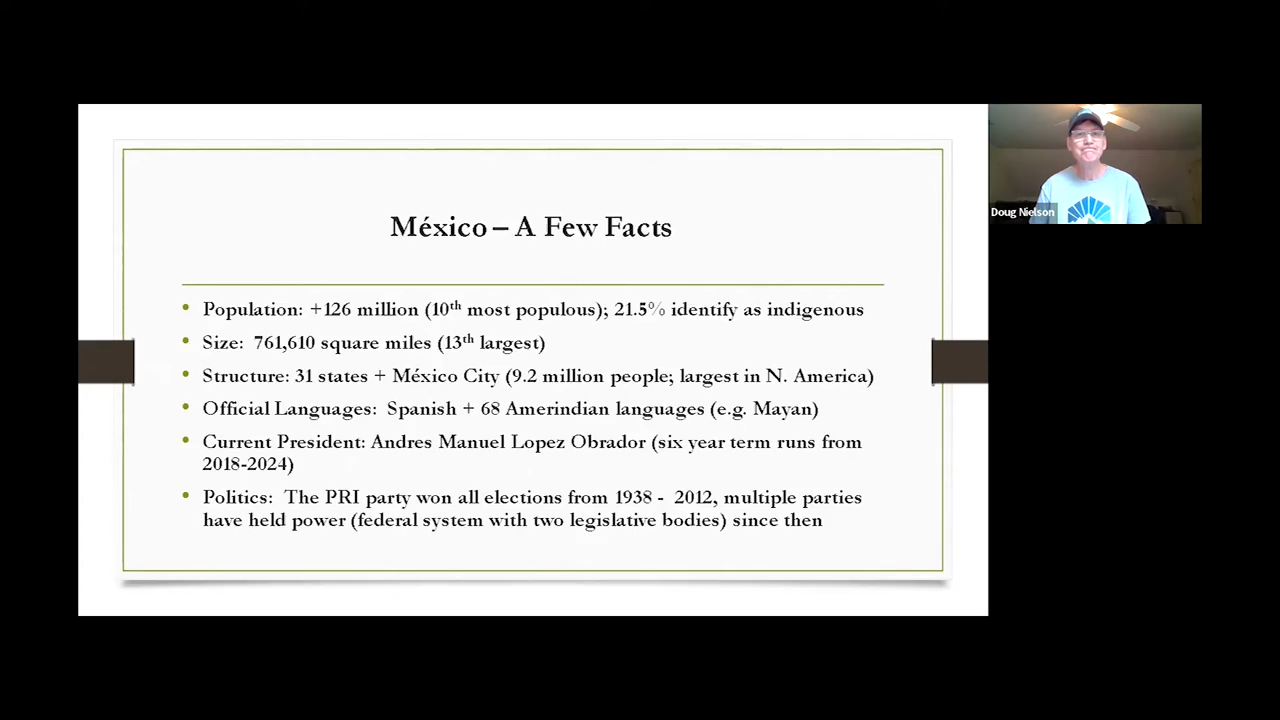 México – A Few Facts
Population: +126 million (10th most populous); 21.5% identify as indigenous
Size: 761,610 square miles (13th largest)
Structure: 31 states + México City (9.2 million people; largest in N. America)
Official Languages: Spanish + 68 Amerindian languages (e.g. Mayan)
Current President: Andres Manuel Lopez Obrador (six year term runs from
2018-2024)
Politics: The PRI party won all elections from 1938 - 2012, multiple parties
have held power (federal system with two legislative bodies) since then
Doug Nielson